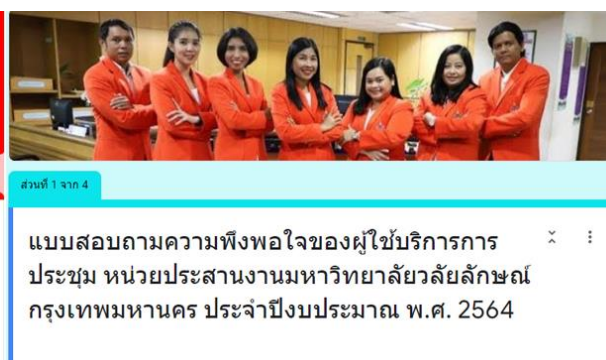 ส่วนที่ 1 จาก 4
แบบสอบถามความพึงพอใจของผู้ใช้บริการการ
ประชุม หน่วยประสานงานมหาวิทยาลัยวลัยลักษณ์
กรุงเทพมหานคร ประจำปีงบประมาณ พ.ศ. 2564